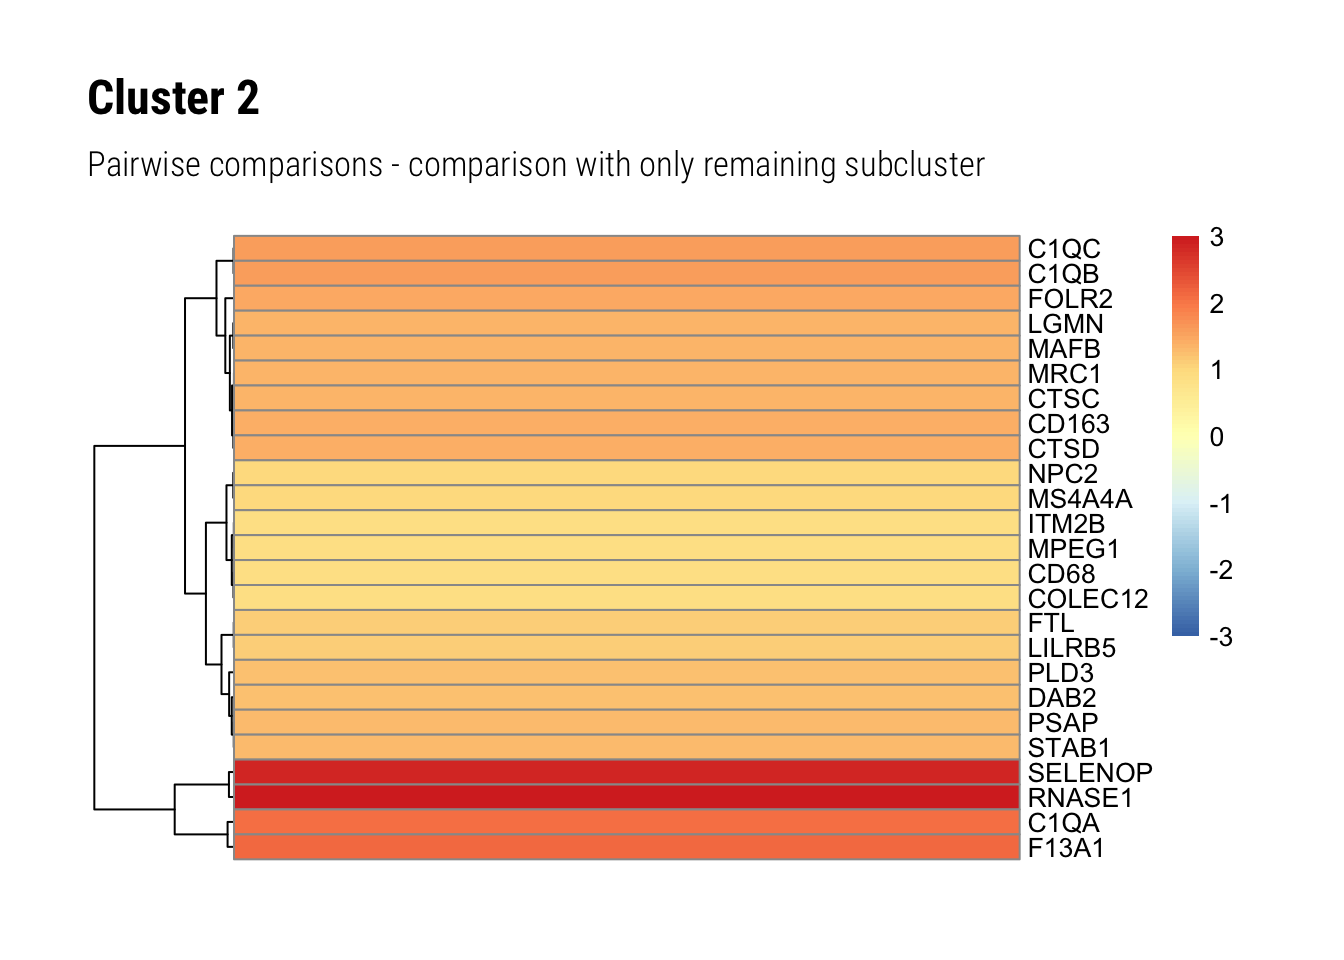 Cluster 2
Pairwise comparisons - comparison with only remaining subcluster
C1QC
C1QB
FOLR2
LGMN
MAFB
MRC1
CTSC
CD163
CTSD
NPC2
MS4A4A
ITM2B
MPEG1
CD68
COLEC12
FTL
LILRB5
PLD3
DAB2
PSAP
STAB1
SELENOP
RNASE1
C1QA
F13A1
3
2
1
0
-1
-2
-3